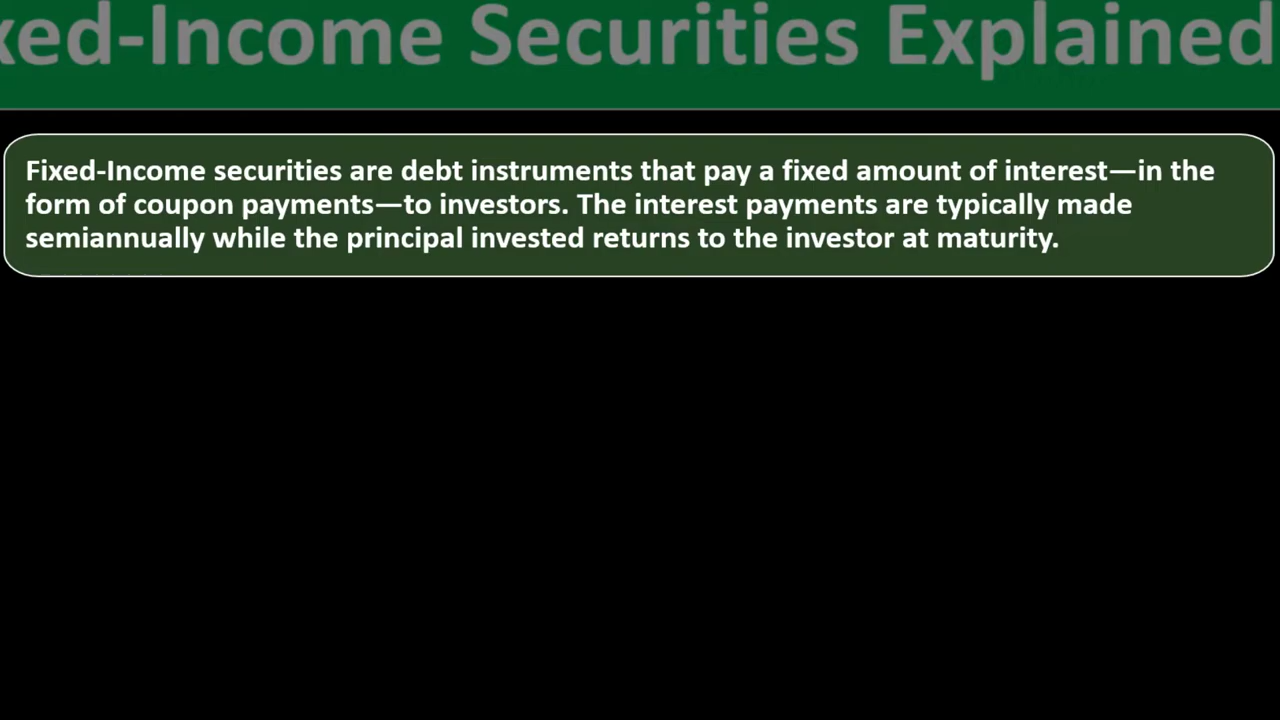 xed-Income Securities Explained
Fixed-Income securities are debt instruments that pay a fixed amount of interest—in the
form of coupon payments—to investors. The interest payments are typically made
semiannually while the principal invested returns to the investor at maturity.